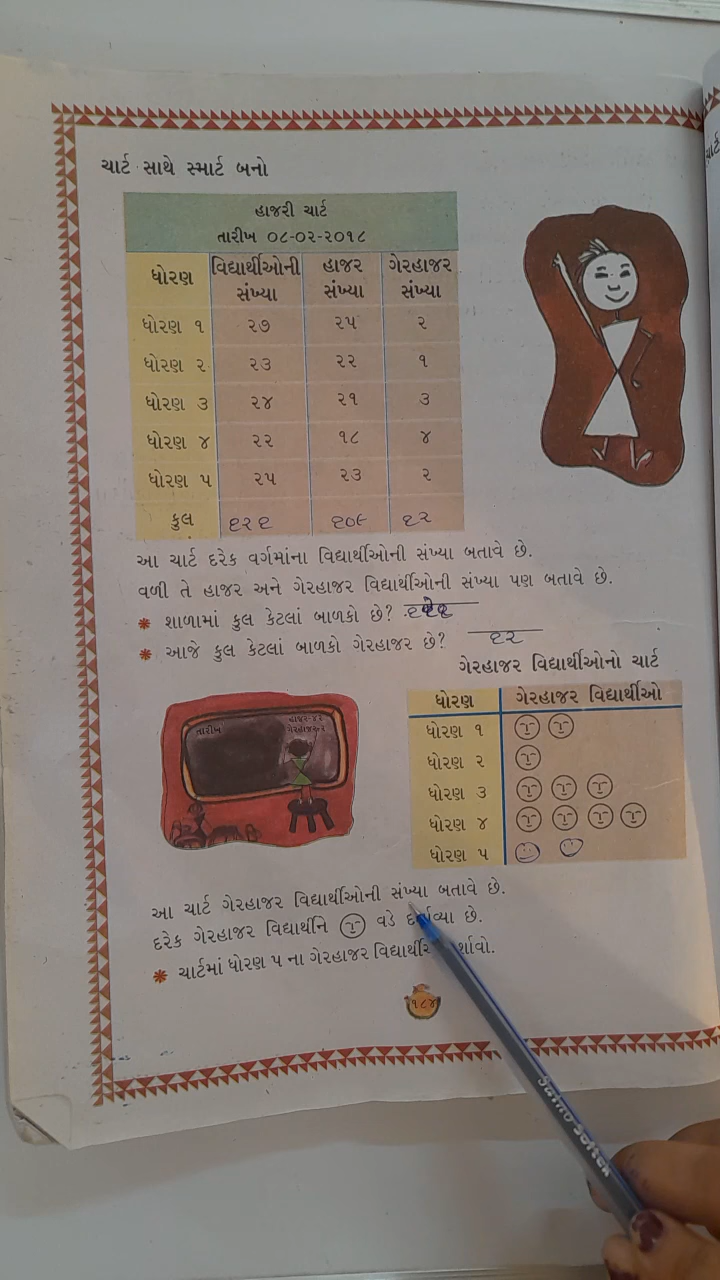 ચાર્ટ સાથે સ્માર્ટ બનો
હાજરી ચાર્ટ
તારીખ ૦૮-૦૨-૨૦૧૮
ધોરણ વિદ્યાર્થીઓની સંખ્યા હાજર સંખ્યા ગેરહાજર સંખ્યા
ધોરણ ૧ ૨૭ ૨૫ ૨
ધોરણ ૨ ૨૩ ૨૨ ૧
ધોરણ ૩ ૨૪ ૨૧ ૩
ધોરણ ૪ ૨૨ ૧૮ ૪
ધોરણ ૫ ૨૫ ૨૩ ૨
કુલ ૧૨૧ ૧૦૯ ૧૨
આ ચાર્ટ દરેક વર્ગમાંના વિદ્યાર્થીઓની સંખ્યા બતાવે છે.
વળી તે હાજર અને ગેરહાજર વિદ્યાર્થીઓની સંખ્યા પણ બતાવે છે.
* શાળામાં કુલ કેટલાં બાળકો છે?
* આજે કુલ કેટલાં બાળકો ગેરહાજર છે? ૧૨
ગેરહાજર વિદ્યાર્થીઓનો ચાર્ટ
તારીખ
ધોરણ ગેરહાજર વિદ્યાર્થીઓ
ધોરણ ૧
ધોરણ ૨
ધોરણ ૩
ધોરણ ૪
ધોરણ ૫
આ ચાર્ટ ગેરહાજર વિદ્યાર્થીઓની સંખ્યા બતાવે છે.
દરેક ગેરહાજર વિદ્યાર્થીને વડે છે.
* ચાર્ટમાં ધોરણ ૫ ના ગેરહાજર
૧૮૪